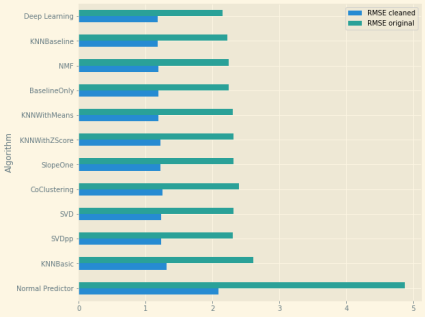 RMSE cleaned
RMSE original
Algorithm
Deep Learning
KNNBaseline
NMF
BaselineOnly
KNNWithMeans
KNNWithZScore
SlopeOne
CoClustering
SVD
SVDpp
KNNBasic
Normal Predictor
0 1 2 3 4 5